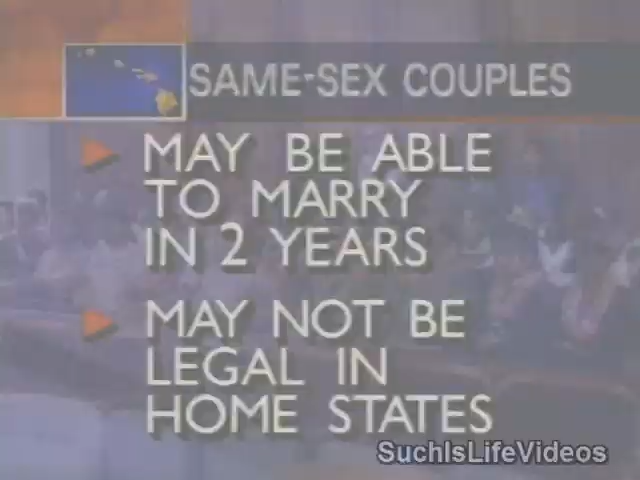 SAME-SEX COUPLES
MAY BE ABLE
TO MARRY
IN 2 YEARS
MAY NOT BE
LEGAL IN
HOME STATES
SuchIsLifeVideos